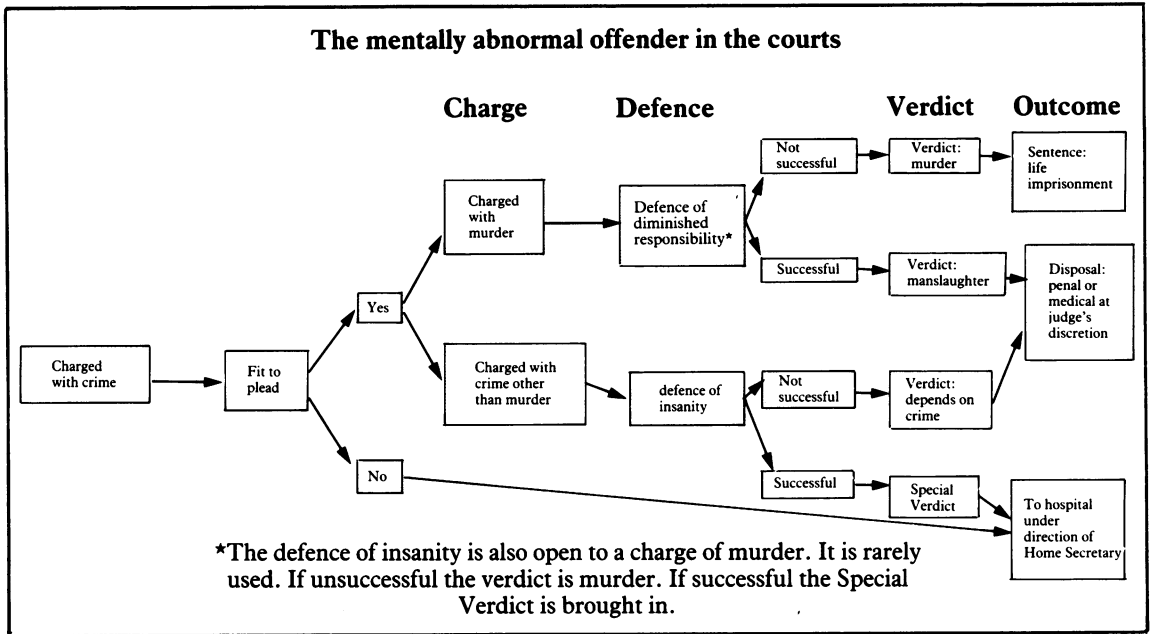 The mentally abnormal offender in the courts
Charge
Defence
Verdict
Outcome
Charged
with crime
Fit to
plead
Yes
No
Charged
with
murder
Charged with
crime other
than murder
Defence of
diminished
responsibility*
defence of
insanity
Not
successful
Successful
Not
successful
Successful
Verdict:
murder
Verdict:
manslaughter
Verdict:
depends on
crime
Special
Verdict
Sentence:
life
imprisonment
Disposal:
penal or
medical at
judge's
discretion
To hospital
under
direction of
Home Secretary
*The defence of insanity is also open to a charge of murder. It is rarely
used. If unsuccessful the verdict is murder. If successful the Special
Verdict is brought in.